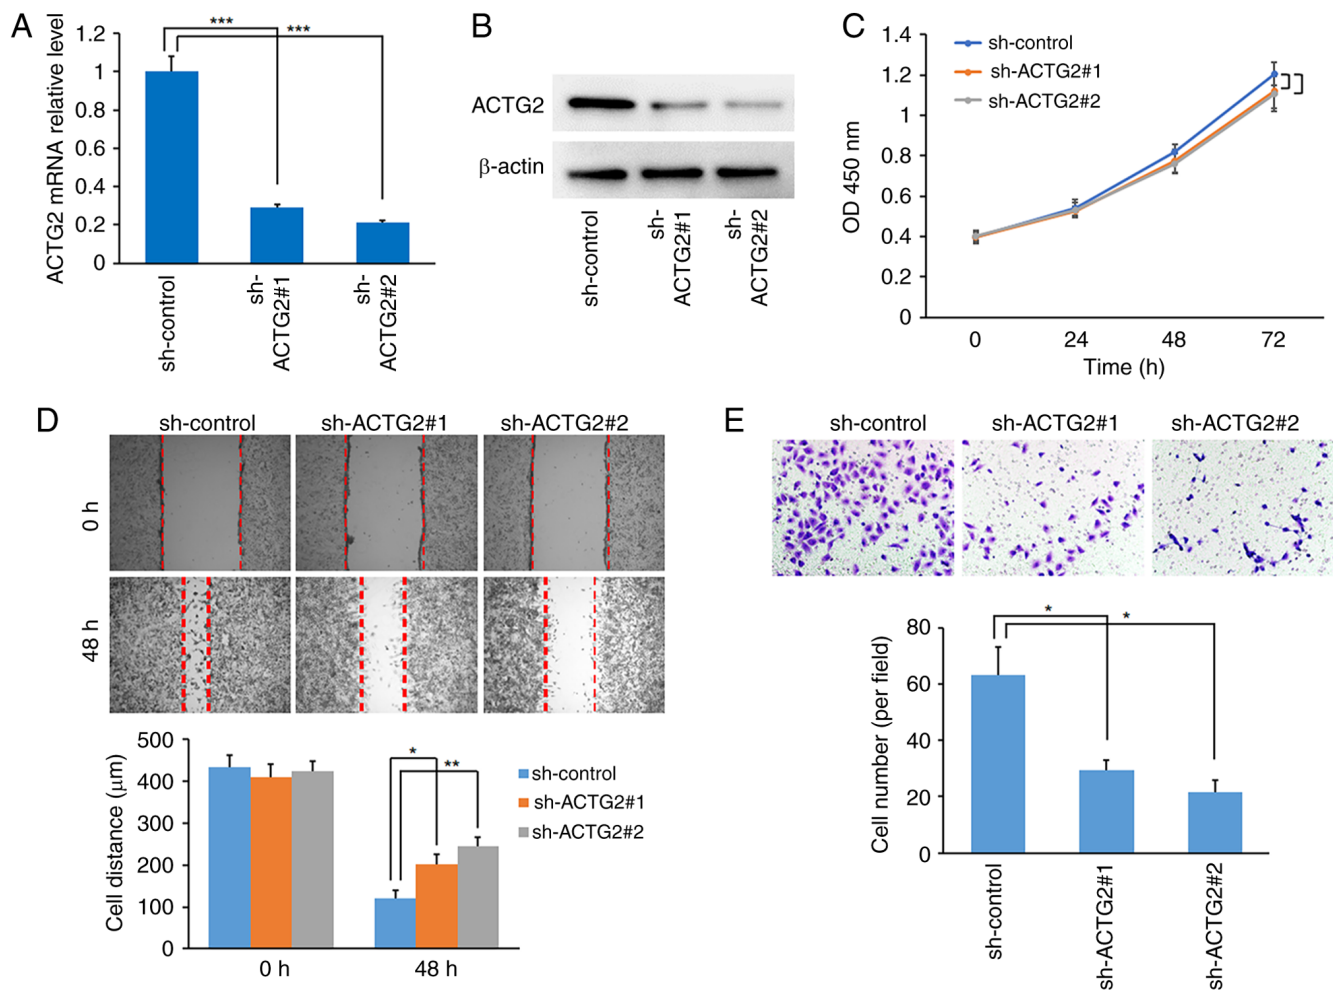 A
ACTG2 mRNA relative level
1.2
1
0.8
0.6
0.4
0.2
0
***
***
sh-control
sh-
ACTG2#1
sh-
ACTG2#2
B
ACTG2
β-actin
sh-control
sh-
ACTG2#1
sh-
ACTG2#2
C
OD 450 nm
1.4
1.2
1
0.8
0.6
0.4
0.2
0
sh-control
sh-ACTG2#1
sh-ACTG2#2
0 24 48 72
Time (h)
D
sh-control sh-ACTG2#1 sh-ACTG2#2
0 h
48 h
Cell distance (μm)
500
400
300
200
100
0
*
**
sh-control
sh-ACTG2#1
sh-ACTG2#2
0 h 48 h
E
sh-control sh-ACTG2#1 sh-ACTG2#2
Cell number (per field)
80
60
40
20
0
*
*
sh-control
sh-ACTG2#1
sh-ACTG2#2